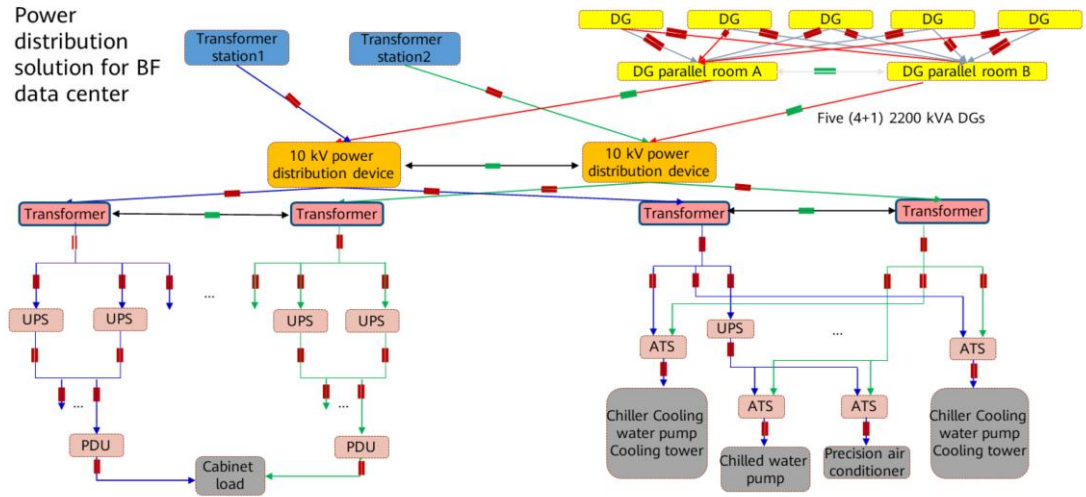 Power
distribution
solution for BF
data center
Transformer
station1
Transformer
station2
DG
DG
DG
DG
DG
DG parallel room A
DG parallel room B
Five (4+1) 2200 kVA DGs
10 kV power
distribution device
10 kV power
distribution device
Transformer
Transformer
Transformer
Transformer
...
...
UPS
UPS
UPS
UPS
UPS
ATS
ATS
...
...
ATS
ATS
PDU
PDU
Chiller Cooling
water pump
Cooling tower
Chiller Cooling
water pump
Cooling tower
Cabinet
load
Chilled water
pump
Precision air
conditioner